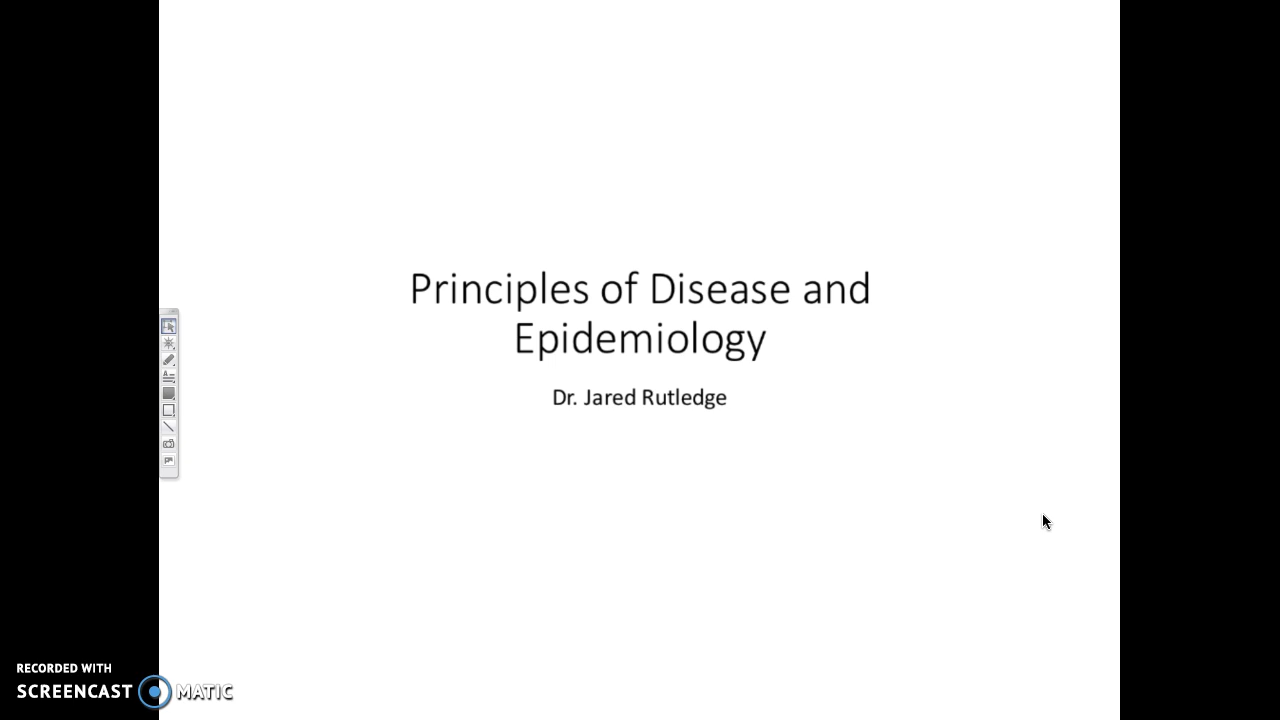 Principles of Disease and
Epidemiology
Dr. Jared Rutledge
RECORDED WITH
SCREENCAST MATIC